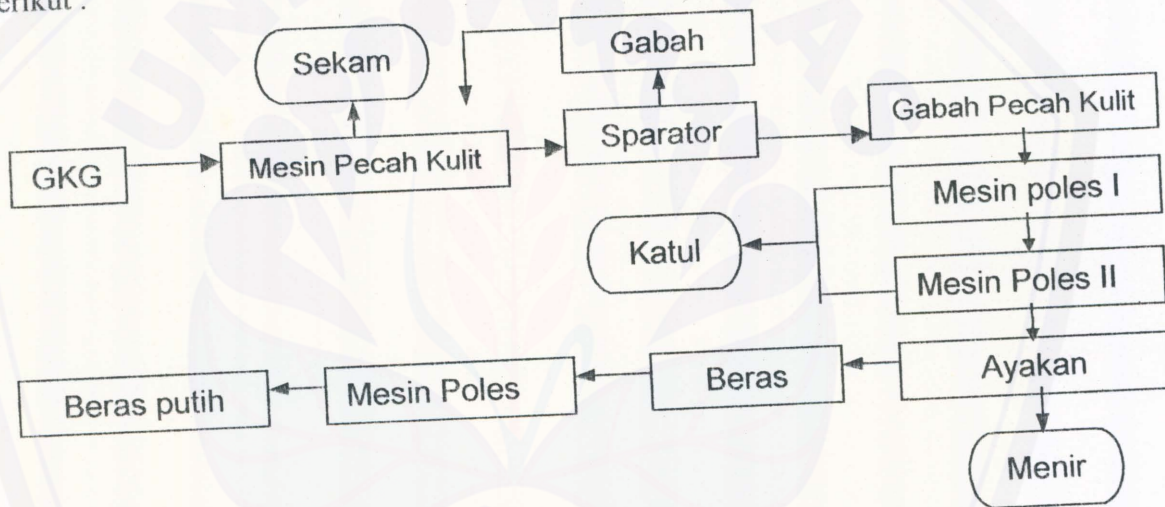 erikut :
Gabah
Sekam
Gabah Pecah Kulit
Sparator
Mesin Pecah Kulit
GKG
Mesin poles I
Katul
Mesin Poles II
Ayakan
Beras
Mesin Poles
Beras putih
Menir